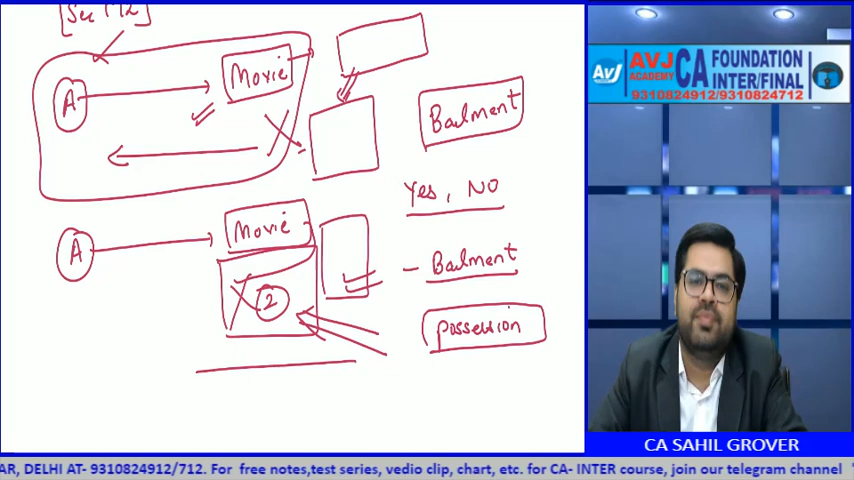 [Sec 142]
A
Movie
Bailment
Yes, NO
A
Movie
2
- Bailment
possession
AVJ
ACADEMY
CA
FOUNDATION
INTER/FINAL
9310824912/9310824712
AVJ
CA SAHIL GROVER
AR, DELHI AT- 9310824912/712. For free notes,test series, vedio clip, chart, etc. for CA- INTER course, join our telegram channel